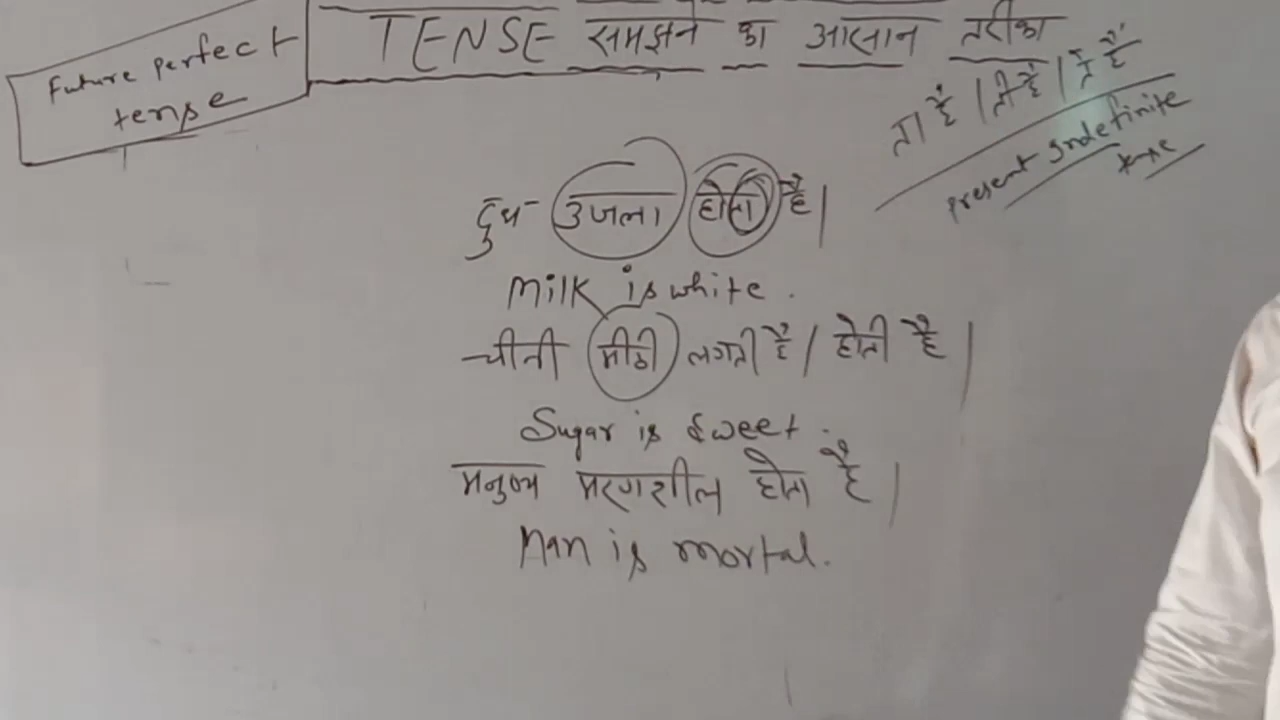 Future perfect
tense
TENSE समझने का आसान तरीका
ता है / ती है / ते हैं
present Indefinite
tense
दुध उजला होता है।
Milk is white.
चीनी मीठी लगती है / होती है।
Sugar is sweet.
मनुष्य मरणशील होता है।
Man is mortal.